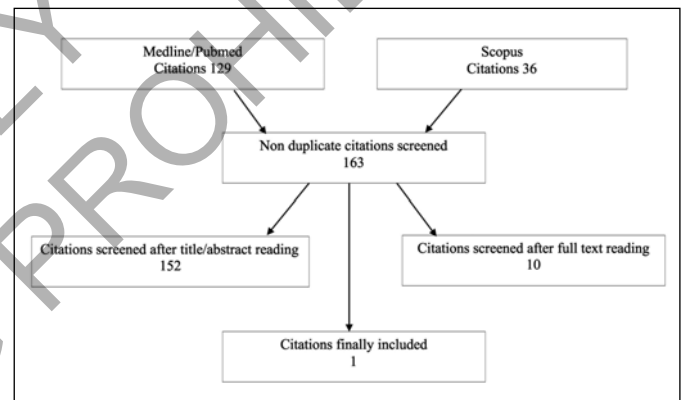 Medline/Pubmed
Citations 129
Scopus
Citations 36
Non duplicate citations screened
163
Citations screened after title/abstract reading
152
Citations screened after full text reading
10
Citations finally included
1
PROHI